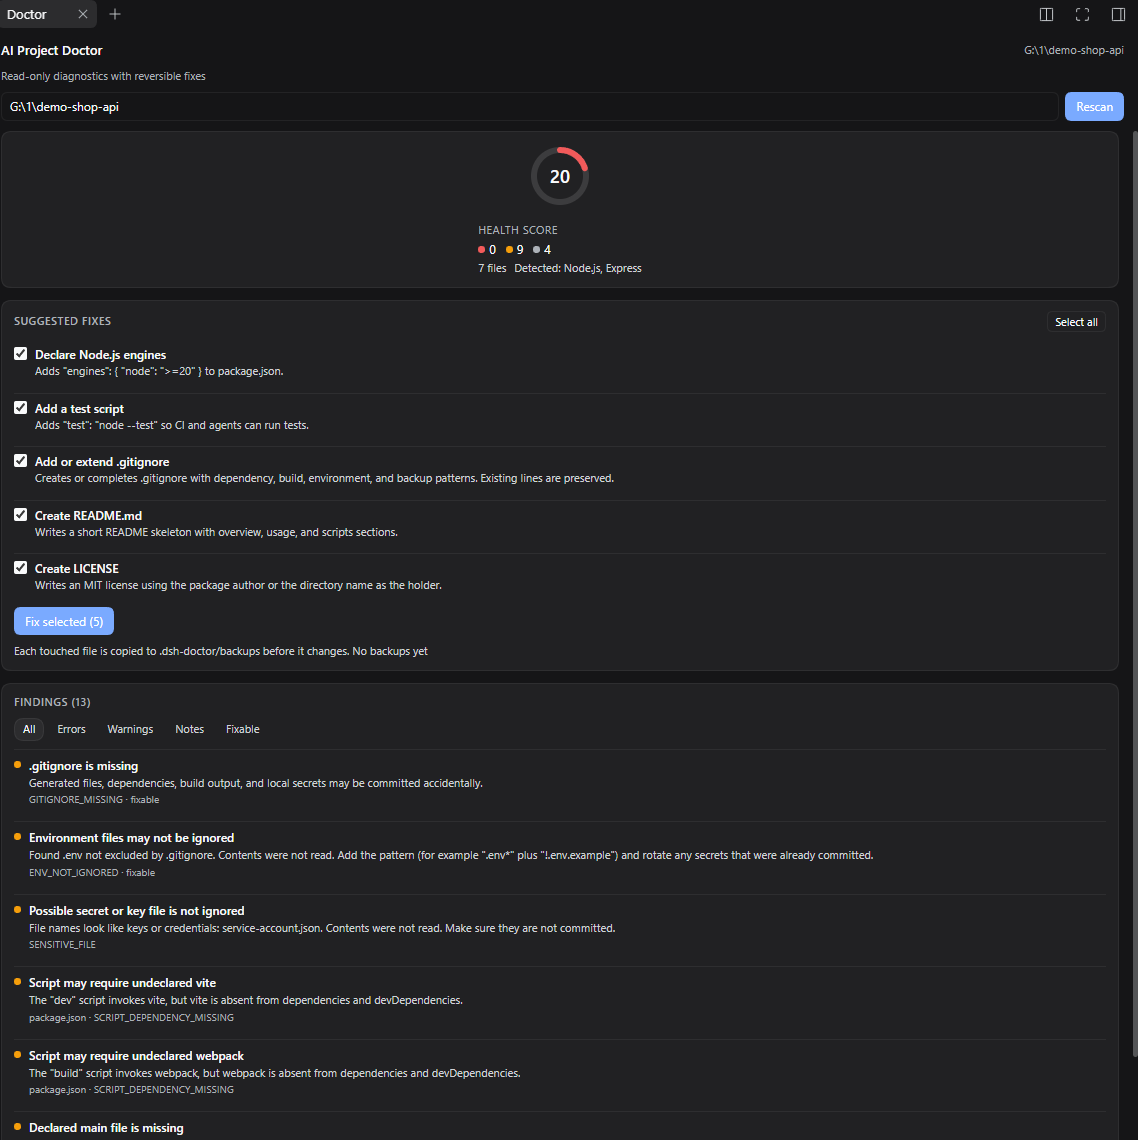 Doctor
AI Project Doctor
G:\1\demo-shop-api
Read-only diagnostics with reversible fixes
G:\1\demo-shop-api
Rescan
20
HEALTH SCORE
0 9 4
7 files Detected: Node.js, Express
SUGGESTED FIXES
Select all
Declare Node.js engines
Adds "engines": { "node": ">=20" } to package.json.
Add a test script
Adds "test": "node --test" so CI and agents can run tests.
Add or extend .gitignore
Creates or completes .gitignore with dependency, build, environment, and backup patterns. Existing lines are preserved.
Create README.md
Writes a short README skeleton with overview, usage, and scripts sections.
Create LICENSE
Writes an MIT license using the package author or the directory name as the holder.
Fix selected (5)
Each touched file is copied to .dsh-doctor/backups before it changes. No backups yet
FINDINGS (13)
All Errors Warnings Notes Fixable
.gitignore is missing
Generated files, dependencies, build output, and local secrets may be committed accidentally.
GITIGNORE_MISSING · fixable
Environment files may not be ignored
Found .env not excluded by .gitignore. Contents were not read. Add the pattern (for example ".env*" plus "!.env.example") and rotate any secrets that were already committed.
ENV_NOT_IGNORED · fixable
Possible secret or key file is not ignored
File names look like keys or credentials: service-account.json. Contents were not read. Make sure they are not committed.
SENSITIVE_FILE
Script may require undeclared vite
The "dev" script invokes vite, but vite is absent from dependencies and devDependencies.
package.json · SCRIPT_DEPENDENCY_MISSING
Script may require undeclared webpack
The "build" script invokes webpack, but webpack is absent from dependencies and devDependencies.
package.json · SCRIPT_DEPENDENCY_MISSING
Declared main file is missing